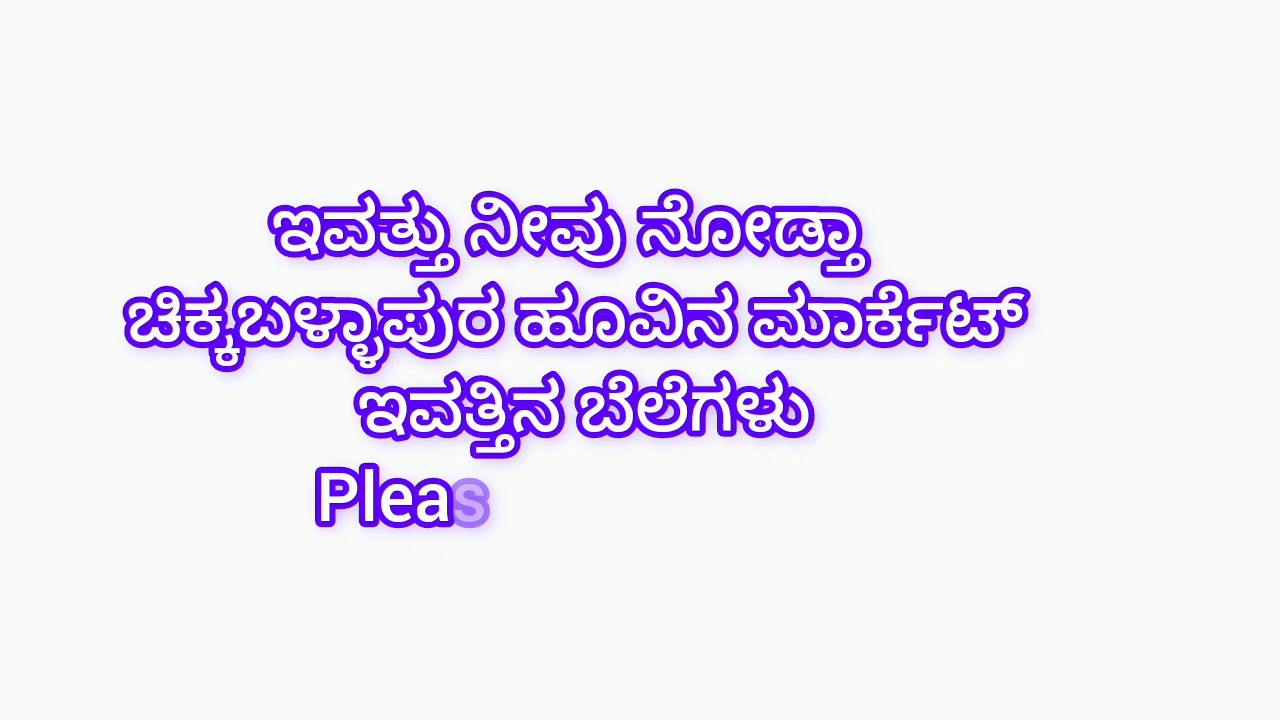 ಇವತ್ತು ನೀವು ನೋಡ್ತಾ
ಚಿಕ್ಕಬಳ್ಳಾಪುರ ಹೂವಿನ ಮಾರ್ಕೆಟ್
ಇವತ್ತಿನ ಬೆಲೆಗಳು
Pleas